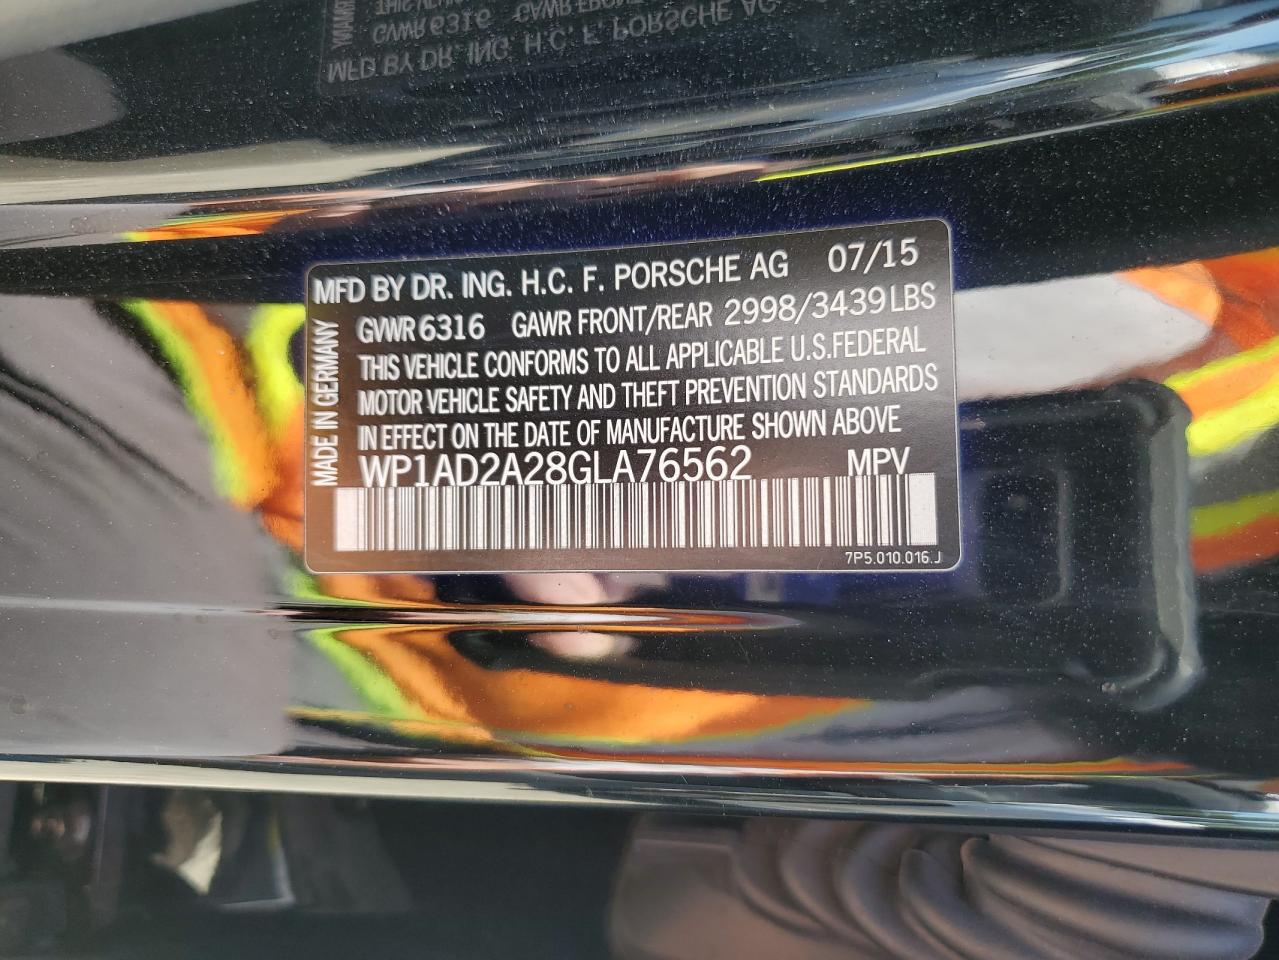 MFD BY DR. ING. H.C. F. PORSCHE AG 07/15
GVWR 6316 GAWR FRONT/REAR 2998/3439 LBS
THIS VEHICLE CONFORMS TO ALL APPLICABLE U.S.FEDERAL
MOTOR VEHICLE SAFETY AND THEFT PREVENTION STANDARDS
IN EFFECT ON THE DATE OF MANUFACTURE SHOWN ABOVE
WP1AD2A28GLA76562 MPV
7P5.010.016.J
MADE IN GERMANY